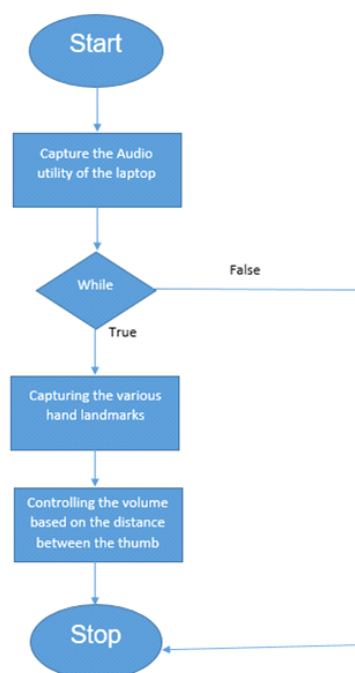 Start
Capture the Audio
utility of the laptop
While
False
True
Capturing the various
hand landmarks
Controlling the volume
based on the distance
between the thumb
Stop